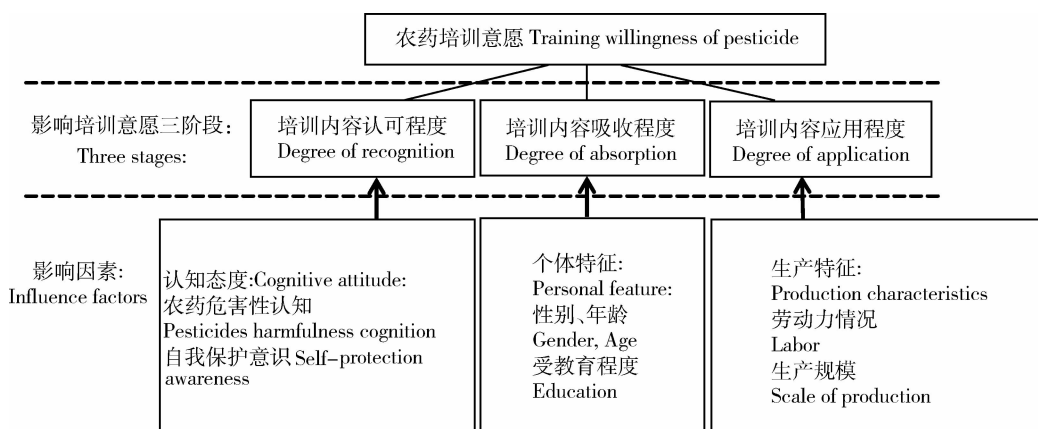 农药培训意愿 Training willingness of pesticide
影响培训意愿三阶段:
Three stages:
培训内容认可程度
Degree of recognition
培训内容吸收程度
Degree of absorption
培训内容应用程度
Degree of application
影响因素:
Influence factors
认知态度:Cognitive attitude:
农药危害性认知
Pesticides harmfulness cognition
自我保护意识 Self-protection
awareness
个体特征:
Personal feature:
性别、年龄
Gender, Age
受教育程度
Education
生产特征:
Production characteristics
劳动力情况
Labor
生产规模
Scale of production